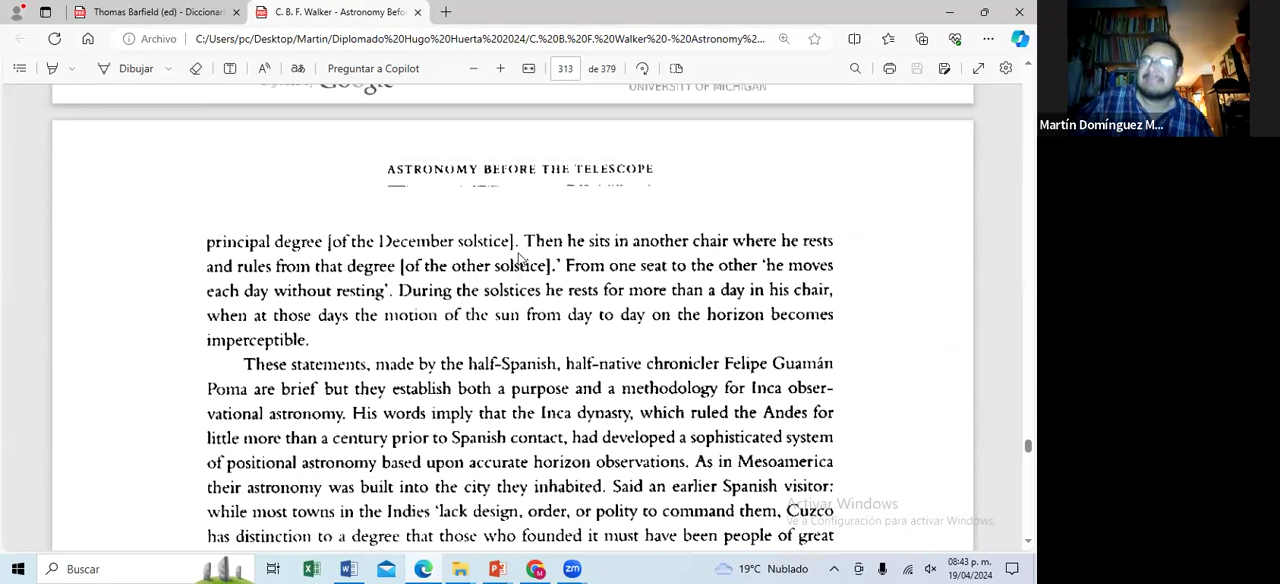 Thomas Barfield (ed) - Diccionar
C. B. F. Walker - Astronomy Befo
Archivo
C:/Users/pc/Desktop/Martin/Diplomado%20Hugo%20Huerta%202024/C.%20B.%20F.%20Walker%20-%20Astronomy%2...
Dibujar
Preguntar a Copilot
313
de 379
Google
UNIVERSITY OF MICHIGAN
ASTRONOMY BEFORE THE TELESCOPE
principal degree [of the December solstice]. Then he sits in another chair where he rests
and rules from that degree [of the other solstice].' From one seat to the other 'he moves
each day without resting'. During the solstices he rests for more than a day in his chair,
when at those days the motion of the sun from day to day on the horizon becomes
imperceptible.
These statements, made by the half-Spanish, half-native chronicler Felipe Guamán
Poma are brief but they establish both a purpose and a methodology for Inca obser-
vational astronomy. His words imply that the Inca dynasty, which ruled the Andes for
little more than a century prior to Spanish contact, had developed a sophisticated system
of positional astronomy based upon accurate horizon observations. As in Mesoamerica
their astronomy was built into the city they inhabited. Said an earlier Spanish visitor:
while most towns in the Indies 'lack design, order, or polity to command them, Cuzco
has distinction to a degree that those who founded it must have been people of great
Activar Windows
Ve a Configuración para activar Windows.
Martín Domínguez M...
Buscar
19°C Nublado
08:43 p. m.
19/04/2024